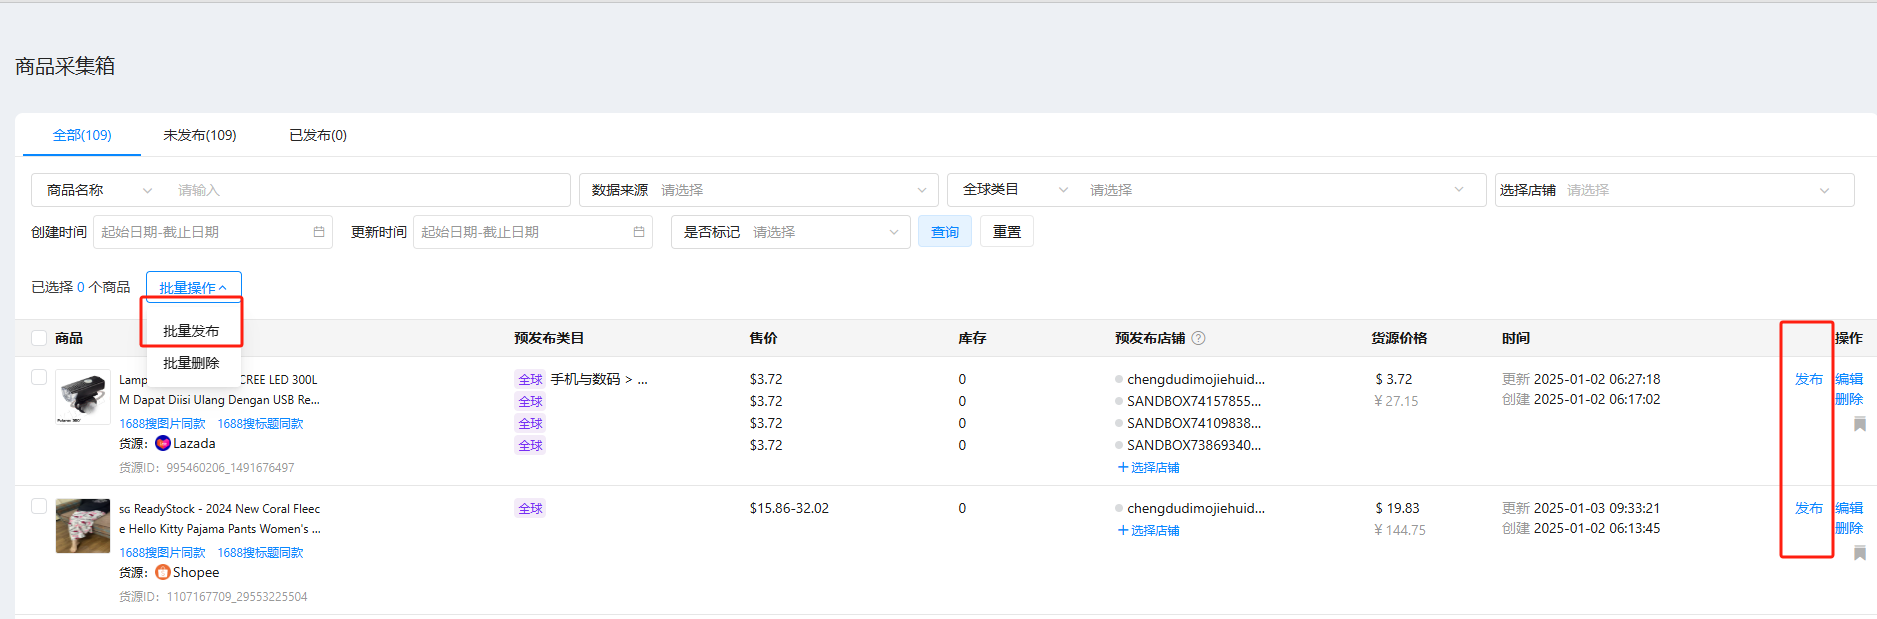 商品采集箱
全部(109) 未发布(109) 已发布(0)
商品名称 请输入 数据来源 请选择 全球类目 请选择 选择店铺 请选择
创建时间 起始日期-截止日期 更新时间 起始日期-截止日期 是否标记 请选择 查询 重置
已选择 0 个商品 批量操作
批量发布
批量删除
商品 预发布类目 售价 库存 预发布店铺 货源价格 时间 操作
Lamp CREE LED 300L 全球 手机与数码 > ... $3.72 0 chengdudimojiehuid... $ 3.72 更新 2025-01-02 06:27:18 发布 编辑
M Dapat Diisi Ulang Dengan USB Re... 全球 $3.72 0 SANDBOX74157855... ¥ 27.15 创建 2025-01-02 06:17:02 删除
1688搜图片同款 1688搜标题同款 全球 $3.72 0 SANDBOX74109838...
货源: Lazada 全球 $3.72 0 SANDBOX73869340...
货源ID: 995460206_1491676497 +选择店铺
sg ReadyStock - 2024 New Coral Fleec 全球 $15.86-32.02 0 chengdudimojiehuid... $ 19.83 更新 2025-01-03 09:33:21 发布 编辑
e Hello Kitty Pajama Pants Women's ... +选择店铺 ¥ 144.75 创建 2025-01-02 06:13:45 删除
1688搜图片同款 1688搜标题同款
货源: Shopee
货源ID: 1107167709_29553225504